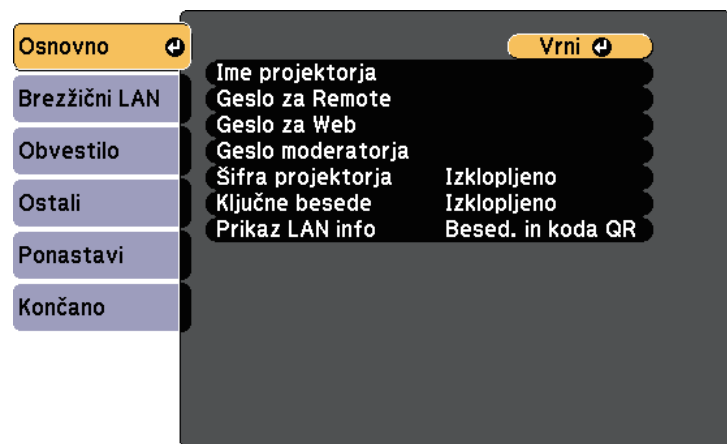 Osnovno
Brezžični LAN
Obvestilo
Ostali
Ponastavi
Končano
Vrni
Ime projektorja
Geslo za Remote
Geslo za Web
Geslo moderatorja
Šifra projektorja Izklopljeno
Ključne besede Izklopljeno
Prikaz LAN info Besed. in koda QR